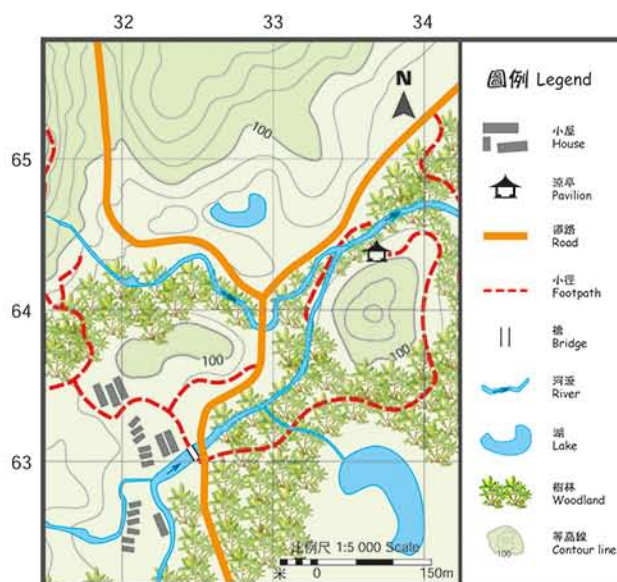 32 33 34
N
100
65
64
100
100
63
比例尺 1:5 000 Scale
0 150m
圖例 Legend
小屋
House
涼亭
Pavilion
道路
Road
小徑
Footpath
橋
Bridge
河流
River
湖
Lake
樹林
Woodland
等高線
Contour line
100